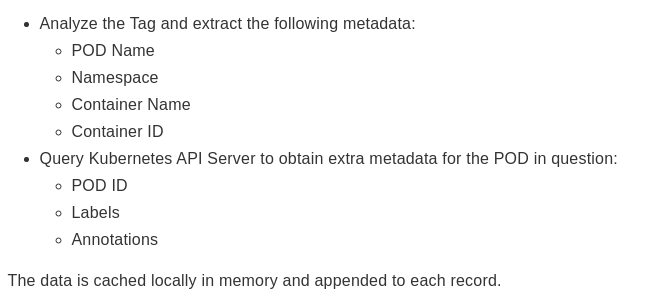 Analyze the Tag and extract the following metadata:
POD Name
Namespace
Container Name
Container ID
Query Kubernetes API Server to obtain extra metadata for the POD in question:
POD ID
Labels
Annotations
The data is cached locally in memory and appended to each record.